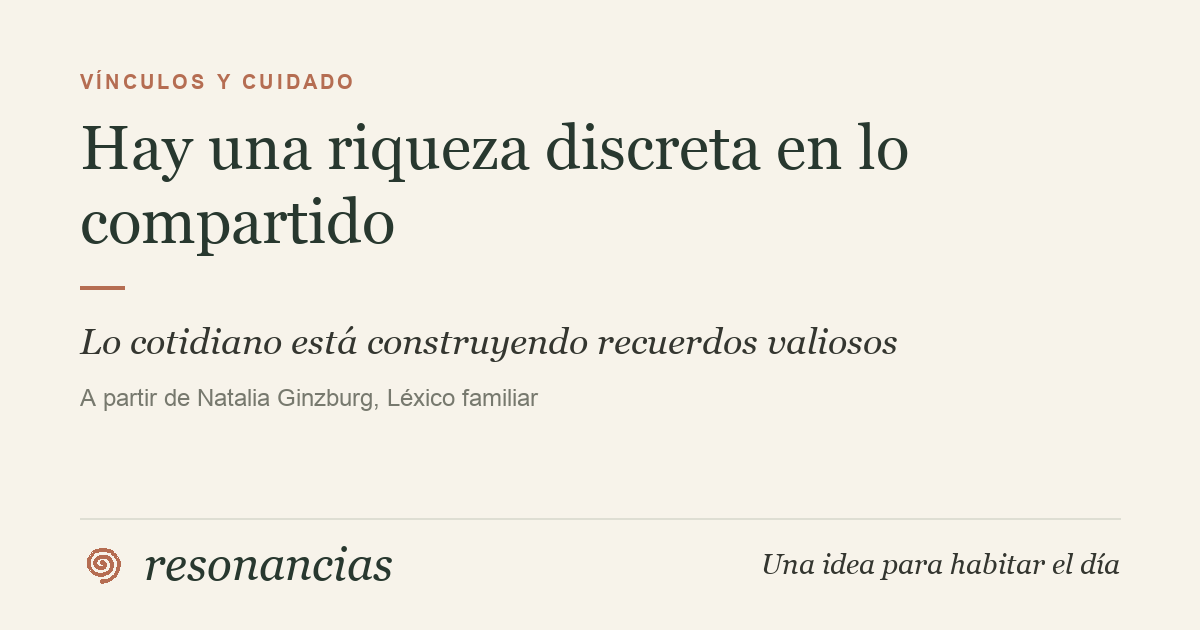 VÍNCULOS Y CUIDADO
Hay una riqueza discreta en lo
compartido
Lo cotidiano está construyendo recuerdos valiosos
A partir de Natalia Ginzburg, Léxico familiar
resonancias
Una idea para habitar el día